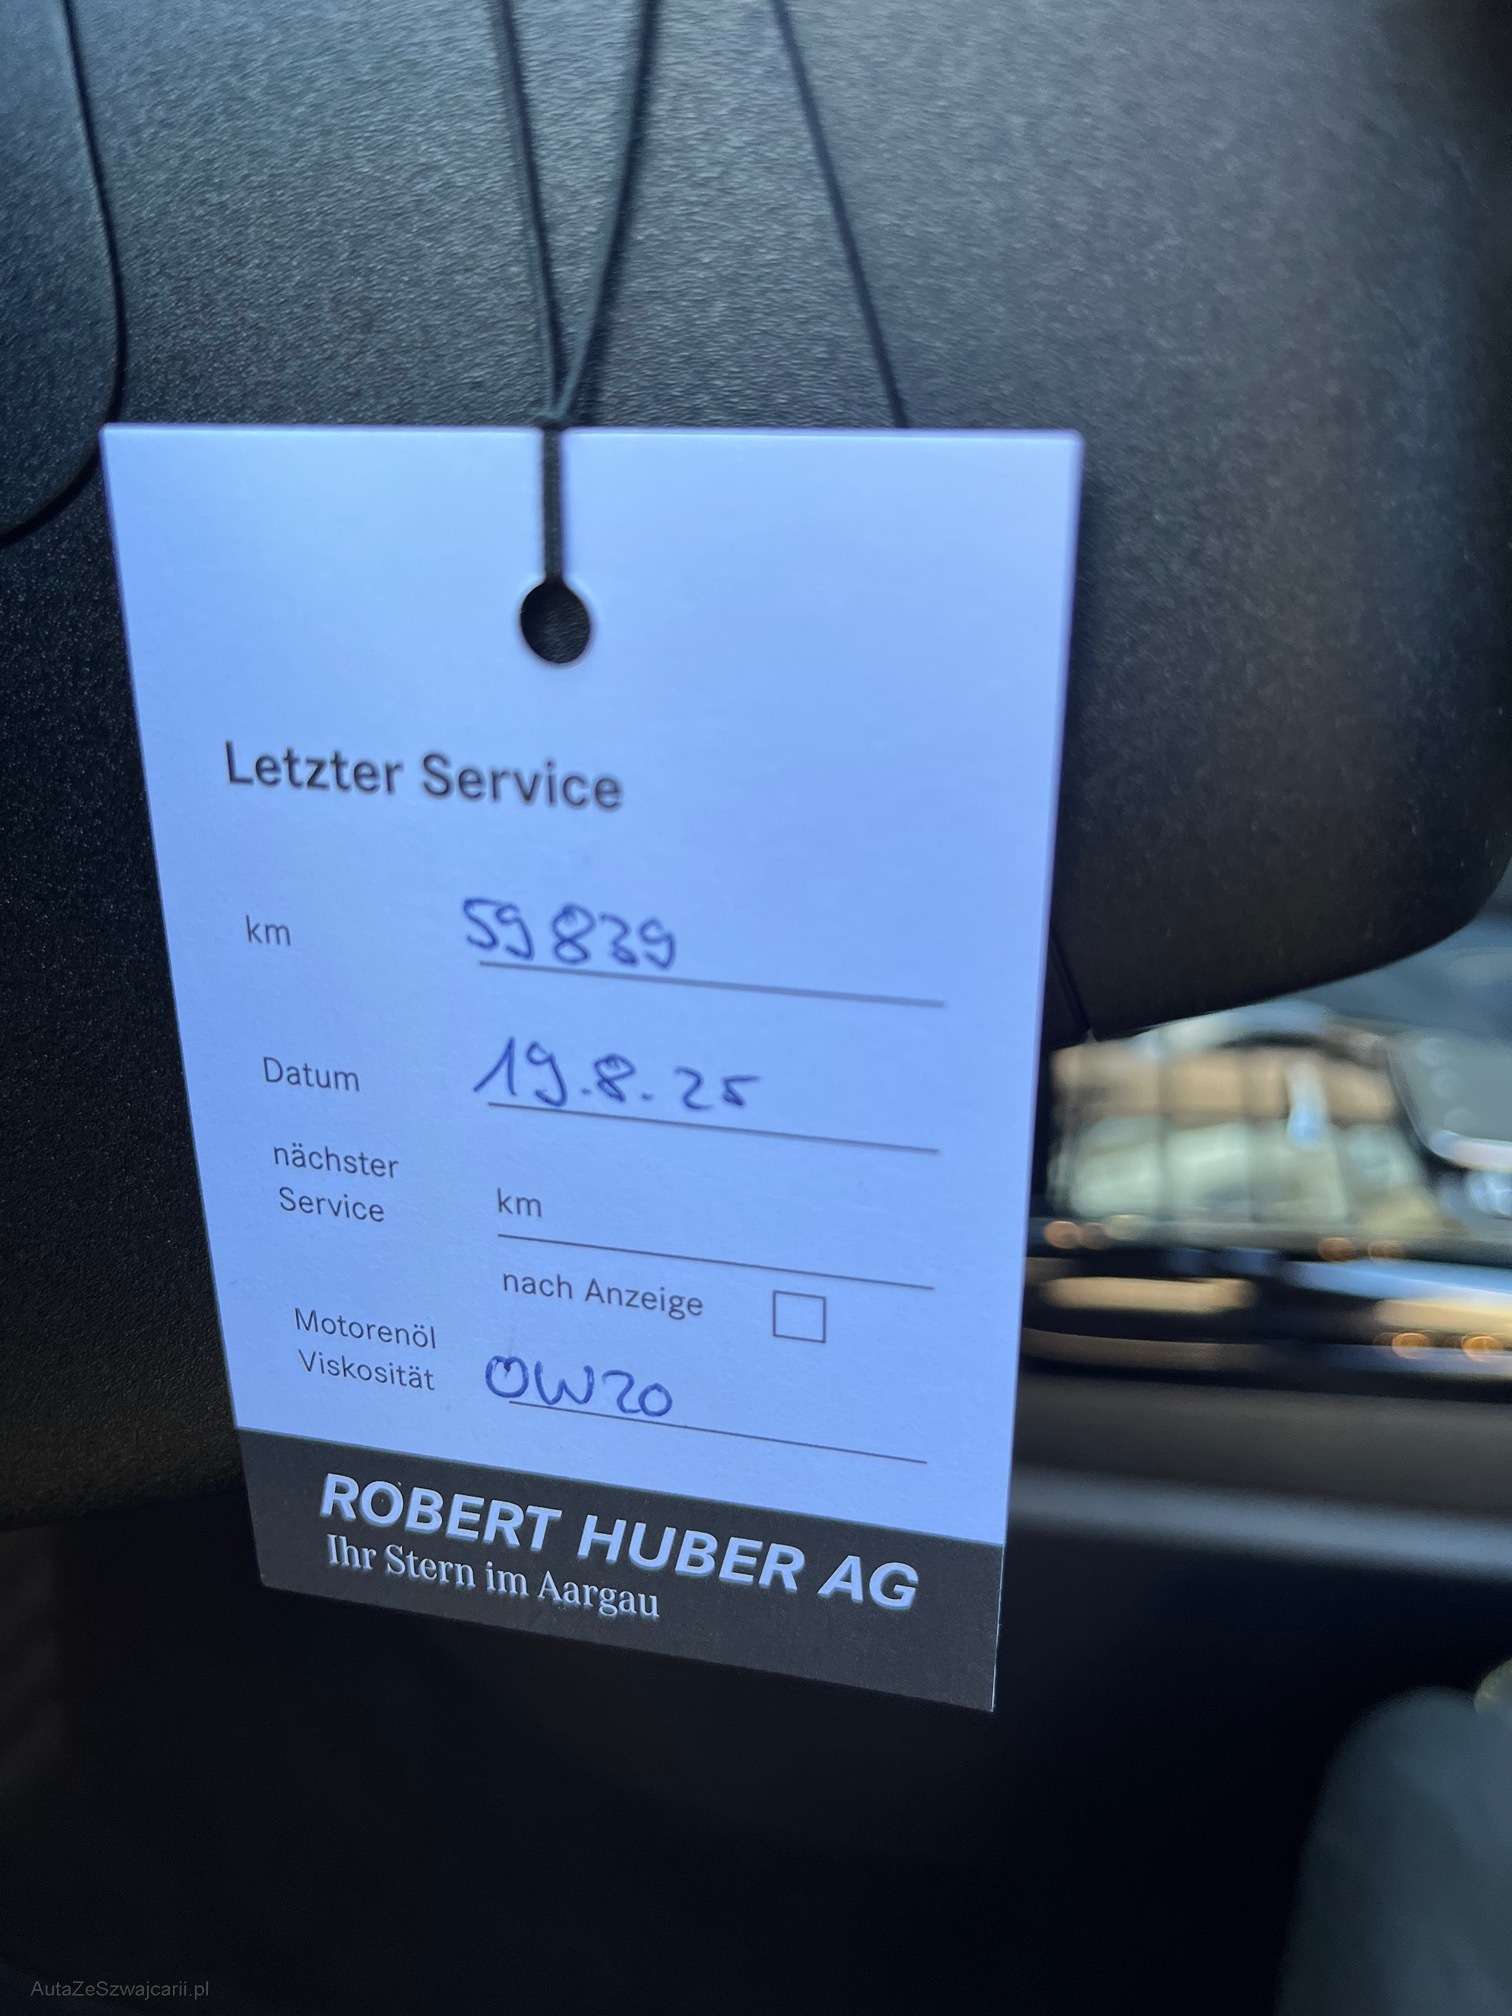 Letzter Service
km 59839
Datum 19.8.25
nächster
Service km
nach Anzeige
Motorenöl
Viskosität 0W20
ROBERT HUBER AG
Ihr Stern im Aargau
AutaZeSzwajcarii.pl